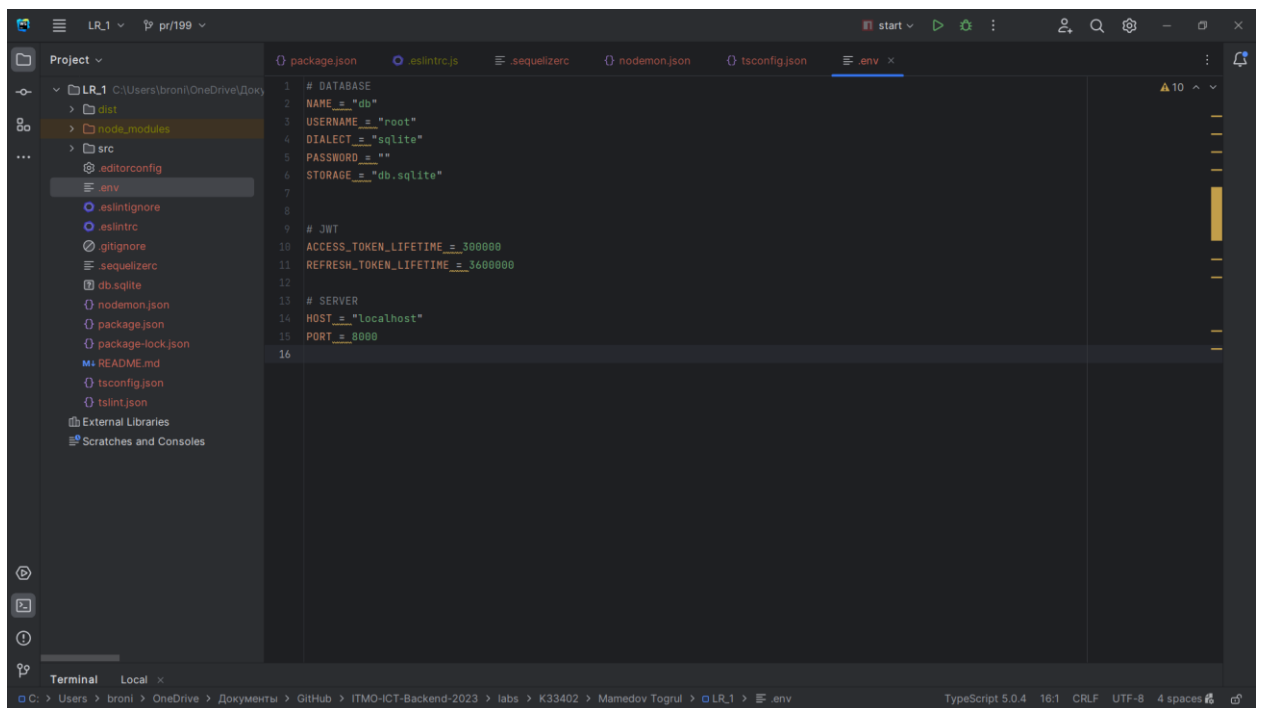 LR_1 pr/199 start
Project
package.json .eslintrc.js .sequelizerc nodemon.json tsconfig.json .env
LR_1 C:\Users\broni\OneDrive\Доку
dist
node_modules
src
.editorconfig
.env
.eslintignore
.eslintrc
.gitignore
.sequelizerc
db.sqlite
nodemon.json
package.json
package-lock.json
README.md
tsconfig.json
tslint.json
External Libraries
Scratches and Consoles
10
1 # DATABASE
2 NAME = "db"
3 USERNAME = "root"
4 DIALECT = "sqlite"
5 PASSWORD = ""
6 STORAGE = "db.sqlite"
7
8
9 # JWT
10 ACCESS_TOKEN_LIFETIME = 300000
11 REFRESH_TOKEN_LIFETIME = 3600000
12
13 # SERVER
14 HOST = "localhost"
15 PORT = 8000
16
Terminal Local
C: > Users > broni > OneDrive > Документы > GitHub > ITMO-ICT-Backend-2023 > labs > K33402 > Mamedov Togrul > LR_1 > .env TypeScript 5.0.4 16:1 CRLF UTF-8 4 spaces